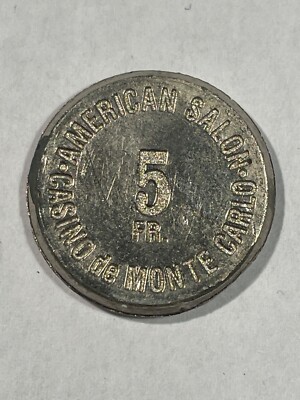 ·AMERICAN SALON·
5
FR.
CASINO de MONTE CARLO